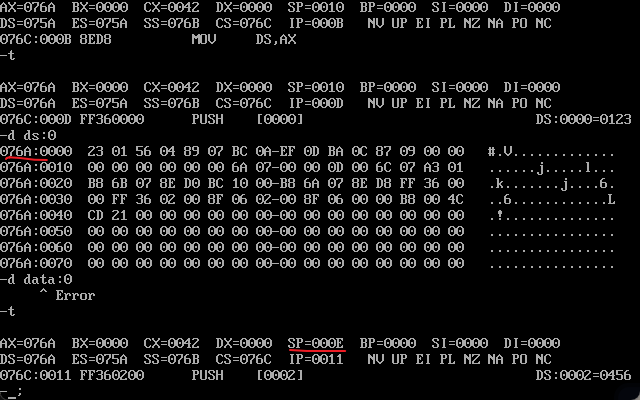 AX=076A BX=0000 CX=0042 DX=0000 SP=0010 BP=0000 SI=0000 DI=0000
DS=075A ES=075A SS=076B CS=076C IP=000B NV UP EI PL NZ NA PO NC
076C:000B 8ED8 MOV DS,AX
-t
AX=076A BX=0000 CX=0042 DX=0000 SP=0010 BP=0000 SI=0000 DI=0000
DS=076A ES=075A SS=076B CS=076C IP=000D NV UP EI PL NZ NA PO NC
076C:000D FF360000 PUSH [0000] DS:0000=0123
-d ds:0
076A:0000 23 01 56 04 89 07 BC 0A-EF 0D BA 0C 87 09 00 00 #.V.............
076A:0010 00 00 00 00 00 00 6A 07-00 00 0D 00 6C 07 A3 01 ......j.....l...
076A:0020 B8 6B 07 8E D0 BC 10 00-B8 6A 07 8E D8 FF 36 00 .k.......j....6.
076A:0030 00 FF 36 02 00 8F 06 02-00 8F 06 00 00 B8 00 4C ..6............L
076A:0040 CD 21 00 00 00 00 00 00-00 00 00 00 00 00 00 00 .!..............
076A:0050 00 00 00 00 00 00 00 00-00 00 00 00 00 00 00 00 ................
076A:0060 00 00 00 00 00 00 00 00-00 00 00 00 00 00 00 00 ................
076A:0070 00 00 00 00 00 00 00 00-00 00 00 00 00 00 00 00 ................
-d data:0
^ Error
-t
AX=076A BX=0000 CX=0042 DX=0000 SP=000E BP=0000 SI=0000 DI=0000
DS=076A ES=075A SS=076B CS=076C IP=0011 NV UP EI PL NZ NA PO NC
076C:0011 FF360200 PUSH [0002] DS:0002=0456
-_;